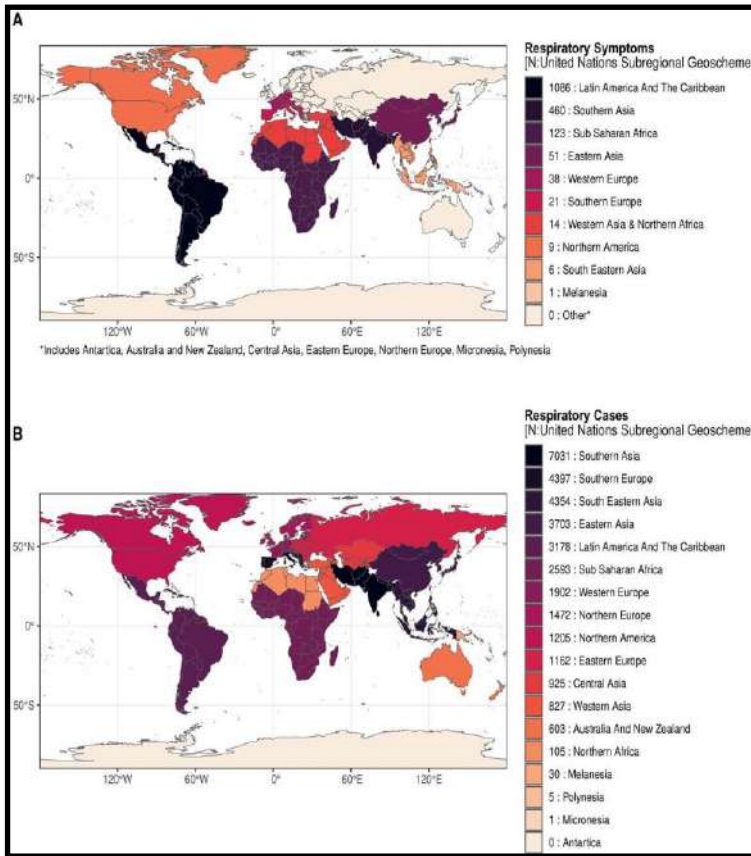 A
Respiratory Symptoms
[N:United Nations Subregional Geoscheme
1086 : Latin America And The Caribbean
460 : Southern Asia
123 : Sub Saharan Africa
51 : Eastern Asia
38 : Western Europe
21 : Southern Europe
14 : Western Asia & Northern Africa
9 : Northern America
6 : South Eastern Asia
1 : Melanesia
0 : Other*
50°N
0°
50°S
120°W 60°W 0° 60°E 120°E
*Includes Antartica, Australia and New Zealand, Central Asia, Eastern Europe, Northern Europe, Micronesia, Polynesia
B
Respiratory Cases
[N:United Nations Subregional Geoscheme
7031 : Southern Asia
4397 : Southern Europe
4354 : South Eastern Asia
3703 : Eastern Asia
3178 : Latin America And The Caribbean
2593 : Sub Saharan Africa
1902 : Western Europe
1472 : Northern Europe
1205 : Northern America
1162 : Eastern Europe
925 : Central Asia
827 : Western Asia
603 : Australia And New Zealand
105 : Northern Africa
30 : Melanesia
5 : Polynesia
1 : Micronesia
0 : Antartica
50°N
0°
50°S
120°W 60°W 0° 60°E 120°E